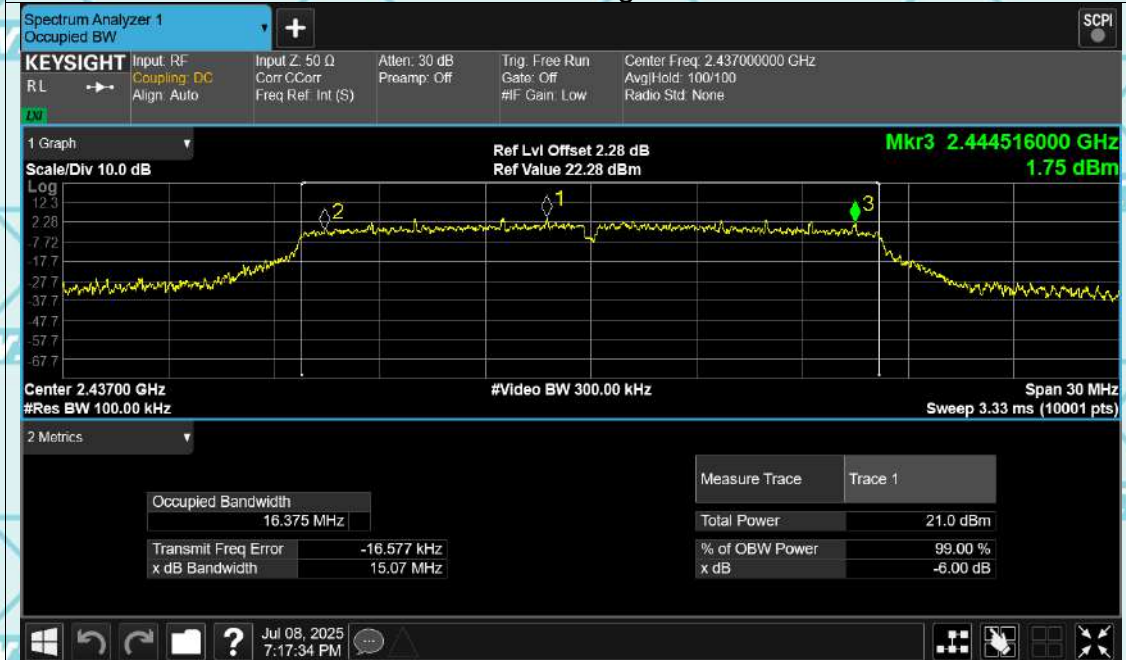 Spectrum Analyzer 1
Occupied BW
+
SCPI
KEYSIGHT
RL
LXI
Input: RF
Coupling: DC
Align: Auto
Input Z: 50 Ω
Corr CCorr
Freq Ref: Int (S)
Atten: 30 dB
Preamp: Off
Trig: Free Run
Gate: Off
#IF Gain: Low
Center Freq: 2.437000000 GHz
Avg|Hold: 100/100
Radio Std: None
1 Graph
Scale/Div 10.0 dB
Ref Lvl Offset 2.28 dB
Ref Value 22.28 dBm
Mkr3 2.444516000 GHz
1.75 dBm
Log
12.3
2.28
-7.72
-17.7
-27.7
-37.7
-47.7
-57.7
-67.7
2
1
3
Center 2.43700 GHz
#Res BW 100.00 kHz
#Video BW 300.00 kHz
Span 30 MHz
Sweep 3.33 ms (10001 pts)
2 Metrics
Occupied Bandwidth
16.375 MHz
Transmit Freq Error -16.577 kHz
x dB Bandwidth 15.07 MHz
Measure Trace Trace 1
Total Power 21.0 dBm
% of OBW Power 99.00 %
x dB -6.00 dB
?
Jul 08, 2025
7:17:34 PM